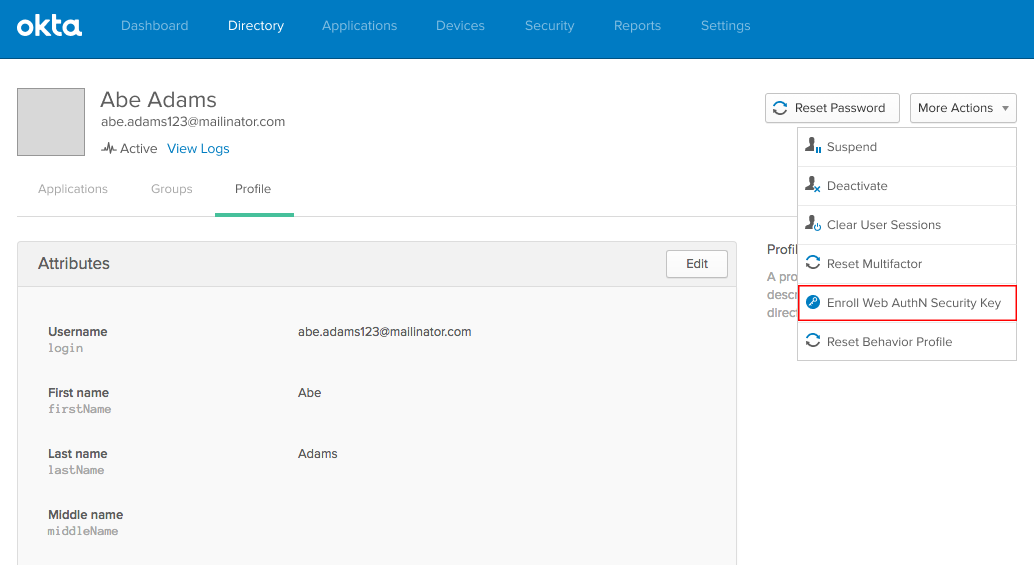 okta Dashboard Directory Applications Devices Security Reports Settings
Abe Adams
abe.adams123@mailinator.com
Active View Logs
Reset Password More Actions
Suspend
Deactivate
Clear User Sessions
Reset Multifactor
Enroll Web AuthN Security Key
Reset Behavior Profile
Applications Groups Profile
Attributes Edit
Username abe.adams123@mailinator.com
login
First name Abe
firstName
Last name Adams
lastName
Middle name
middleName
Profil
A pro
descr
direct